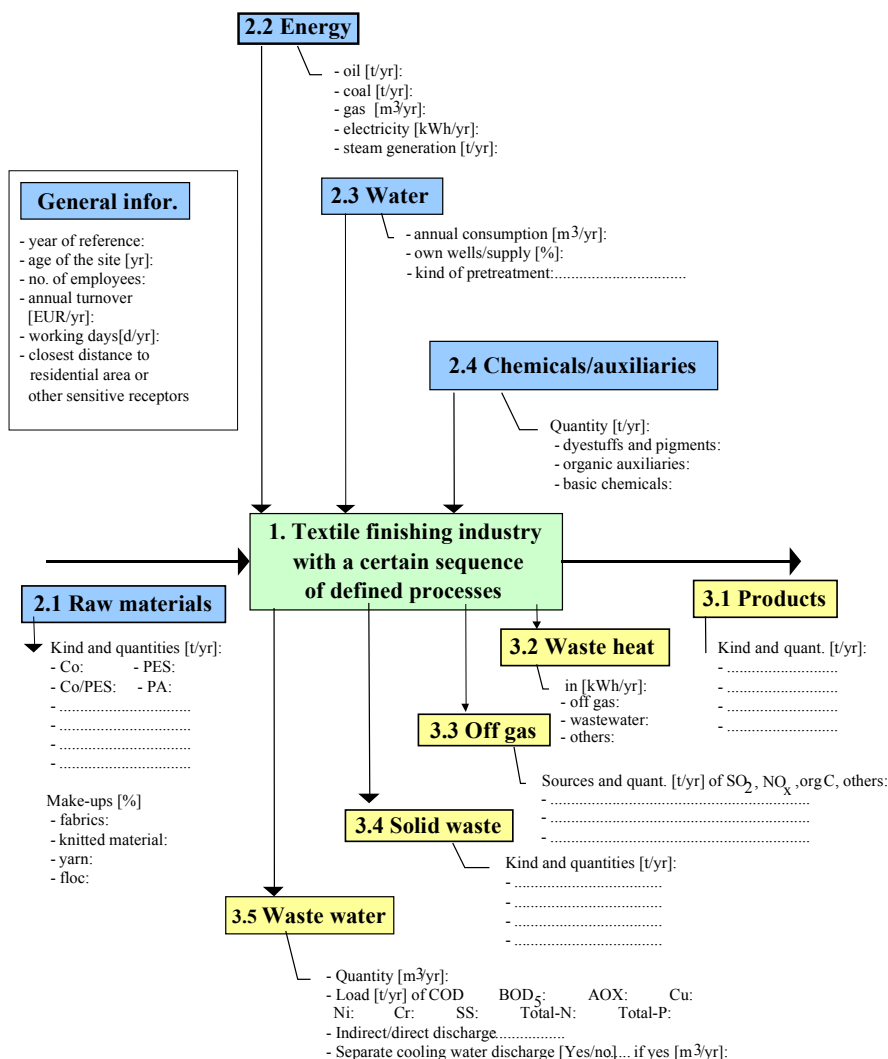 2.2 Energy
- oil [t/yr]:
- coal [t/yr]:
- gas [m3/yr]:
- electricity [kWh/yr]:
- steam generation [t/yr]:
General infor.
- year of reference:
- age of the site [yr]:
- no. of employees:
- annual turnover
[EUR/yr]:
- working days[d/yr]:
- closest distance to
residential area or
other sensitive receptors
2.3 Water
- annual consumption [m3/yr]:
- own wells/supply [%]:
- kind of pretreatment:...............................
2.4 Chemicals/auxiliaries
Quantity [t/yr]:
- dyestuffs and pigments:
- organic auxiliaries:
- basic chemicals:
1. Textile finishing industry
with a certain sequence
of defined processes
2.1 Raw materials
Kind and quantities [t/yr]:
- Co: - PES:
- Co/PES: - PA:
- ...............................
- ...............................
- ...............................
- ...............................
Make-ups [%]
- fabrics:
- knitted material:
- yarn:
- floc:
3.1 Products
Kind and quant. [t/yr]:
- ..........................
- ..........................
- ..........................
- ..........................
3.2 Waste heat
in [kWh/yr]:
- off gas:
- wastewater:
- others:
3.3 Off gas
Sources and quant. [t/yr] of SO2, NOx ,orgC, others:
- ..............................................................
- ..............................................................
- ..............................................................
3.4 Solid waste
Kind and quantities [t/yr]:
- ...................................
- ...................................
- ...................................
- ...................................
3.5 Waste water
- Quantity [m3/yr]:
- Load [t/yr] of COD BOD5: AOX: Cu:
Ni: Cr: SS: Total-N: Total-P:
- Indirect/direct discharge.................
- Separate cooling water discharge [Yes/no].... if yes [m3/yr]: